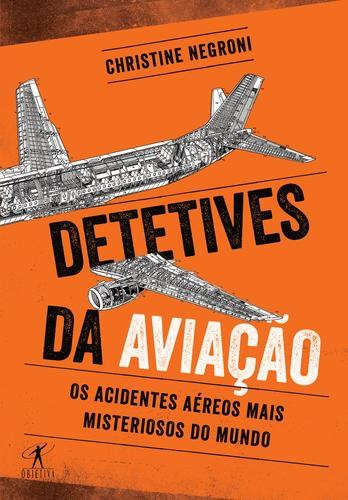 CHRISTINE NEGRONI
DETETIVES
DA AVIAÇÃO
OS ACIDENTES AÉREOS MAIS
MISTERIOSOS DO MUNDO
OBJETIVA